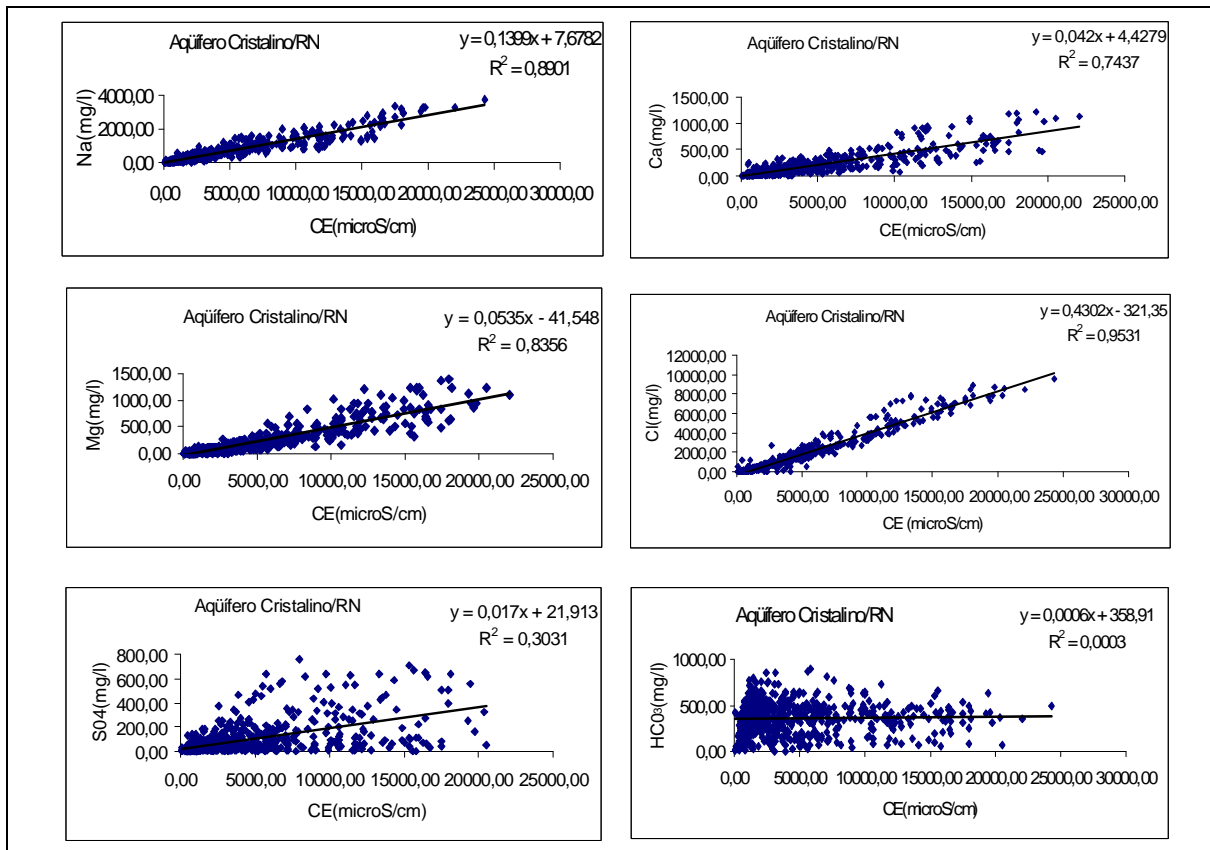 Aqüífero Cristalino/RN
y = 0,1399x + 7,6782
R² = 0,8901
Na(mg/l)
4000,00
2000,00
0,00
0,00 5000,00 10000,00 15000,00 20000,00 25000,00 30000,00
CE(microS/cm)
Aqüífero Cristalino/RN
y = 0,042x + 4,4279
R² = 0,7437
Ca(mg/l)
1500,00
1000,00
500,00
0,00
0,00 5000,00 10000,00 15000,00 20000,00 25000,00
CE(microS/cm)
Aqüífero Cristalino/RN
y = 0,0535x - 41,548
R² = 0,8356
Mg(mg/l)
1500,00
1000,00
500,00
0,00
0,00 5000,00 10000,00 15000,00 20000,00 25000,00
CE(microS/cm)
Aqüífero Cristalino/RN
y = 0,4302x - 321,35
R² = 0,9531
Cl(mg/l)
12000,00
10000,00
8000,00
6000,00
4000,00
2000,00
0,00
0,00 5000,00 10000,00 15000,00 20000,00 25000,00 30000,00
CE (microS/cm)
Aqüífero Cristalino/RN
y = 0,017x + 21,913
R² = 0,3031
S04(mg/l)
800,00
600,00
400,00
200,00
0,00
0,00 5000,00 10000,00 15000,00 20000,00 25000,00
CE(microS/cm)
Aqüífero Cristalino/RN
y = 0,0006x + 358,91
R² = 0,0003
HC0₃(mg/l)
1000,00
500,00
0,00
0,00 5000,00 10000,00 15000,00 20000,00 25000,00 30000,00
CE(microS/cm)